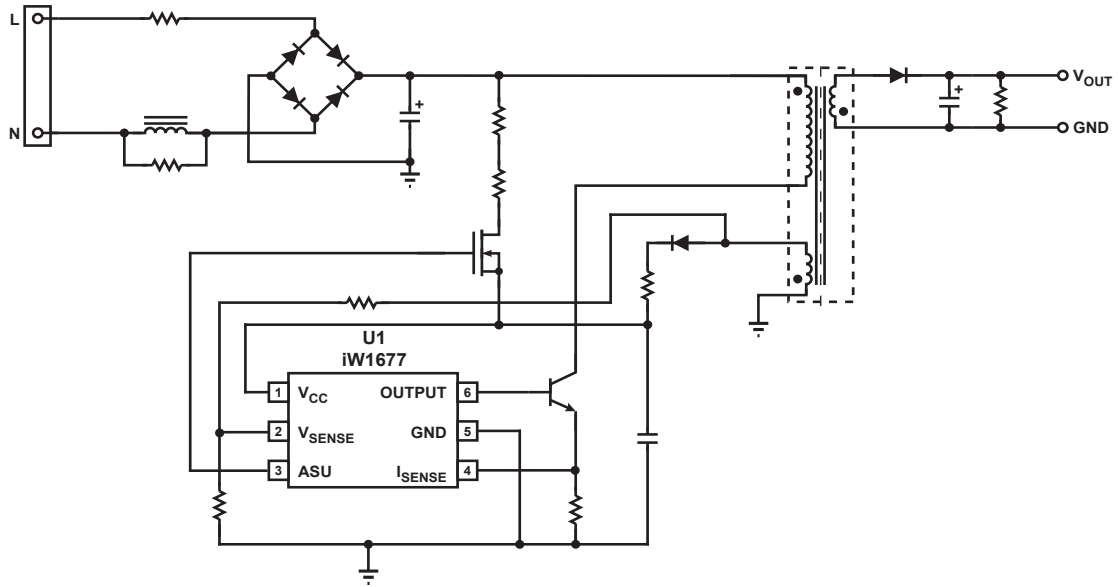 L
N
+
+
V_OUT
GND
U1
iW1677
1 V_CC OUTPUT 6
2 V_SENSE GND 5
3 ASU I_SENSE 4